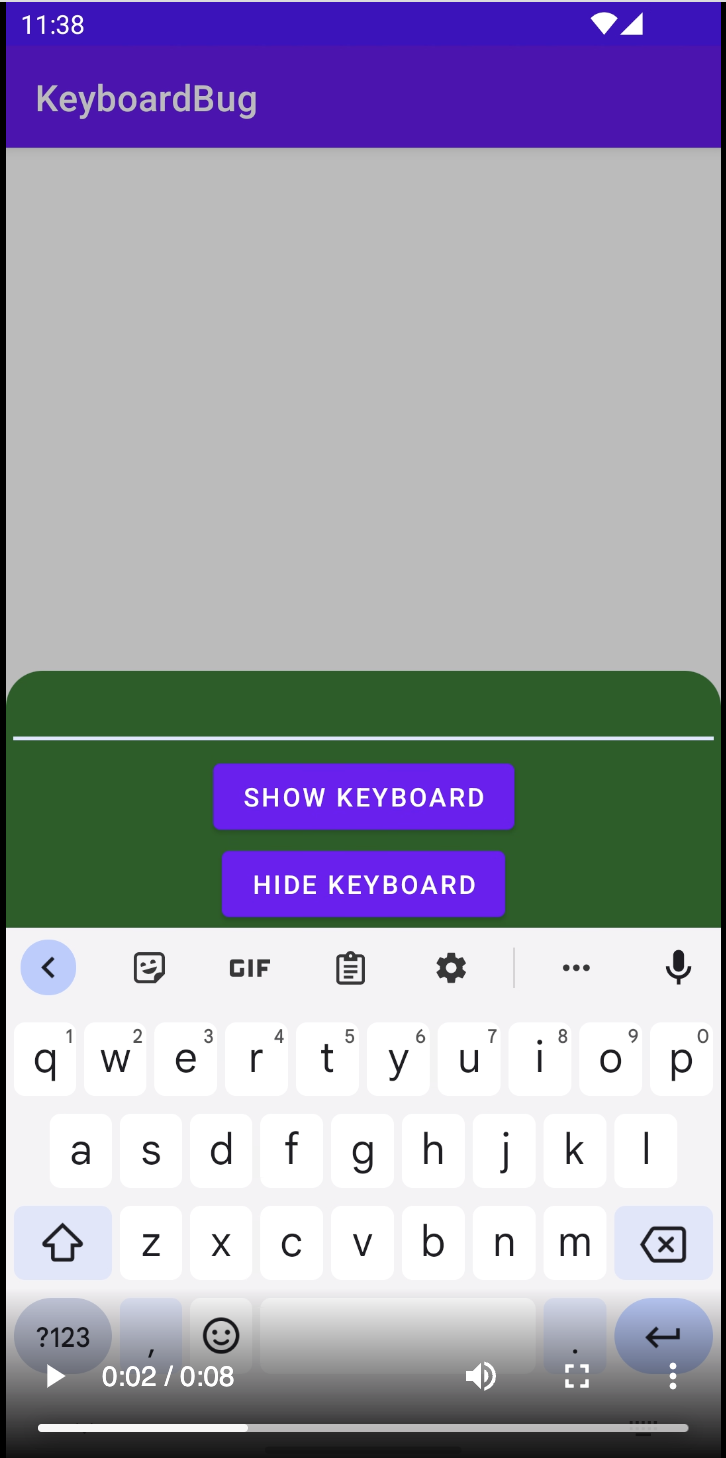 11:38
KeyboardBug
SHOW KEYBOARD
HIDE KEYBOARD
GIF
1 2 3 4 5 6 7 8 9 0
q w e r t y u i o p
a s d f g h j k l
z x c v b n m
?123 , .
0:02 / 0:08